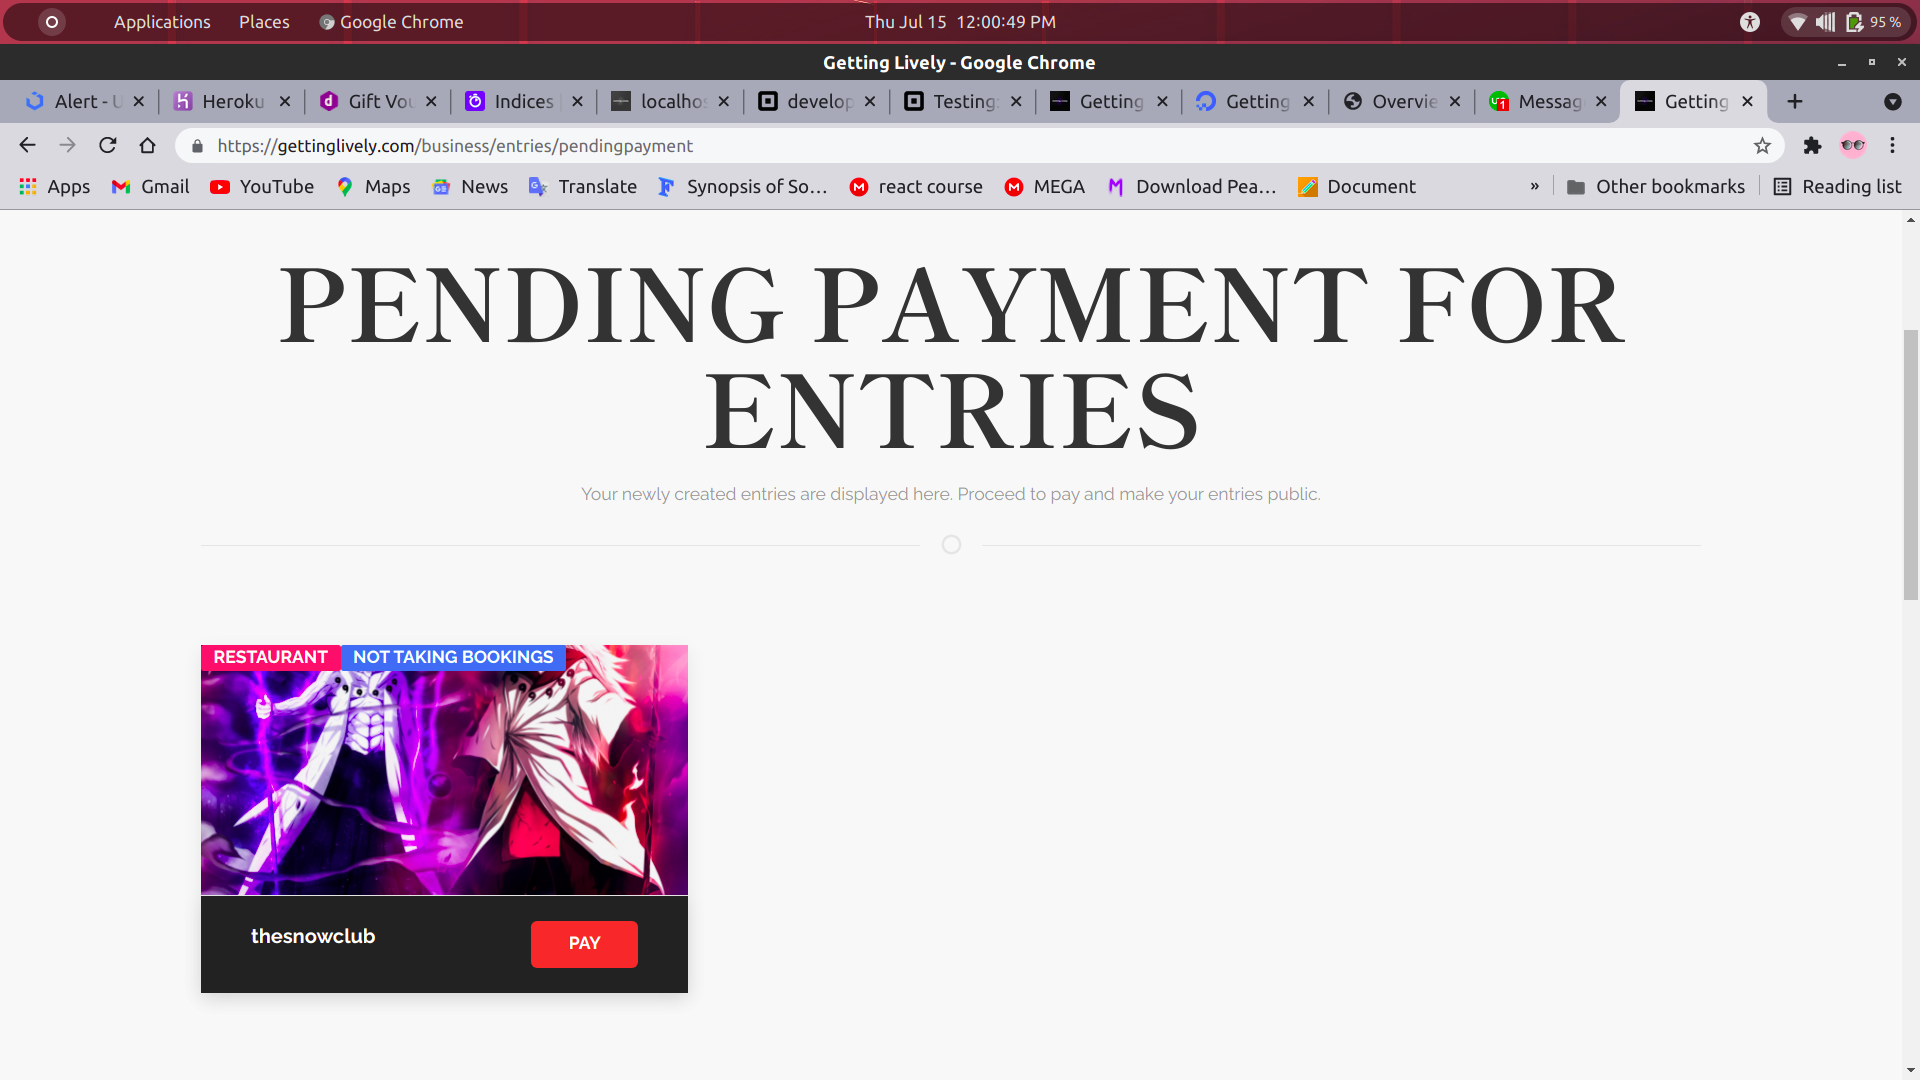 Applications Places Google Chrome Thu Jul 15 12:00:49 PM 95 %
Getting Lively - Google Chrome
Alert - U Heroku Gift Vou Indices localhos develop Testing: Getting Getting Overvie Messag Getting
https://gettinglively.com/business/entries/pendingpayment
Apps Gmail YouTube Maps News Translate Synopsis of So... react course MEGA Download Pea... Document » Other bookmarks Reading list
PENDING PAYMENT FOR
ENTRIES
Your newly created entries are displayed here. Proceed to pay and make your entries public.
RESTAURANT NOT TAKING BOOKINGS
thesnowclub PAY